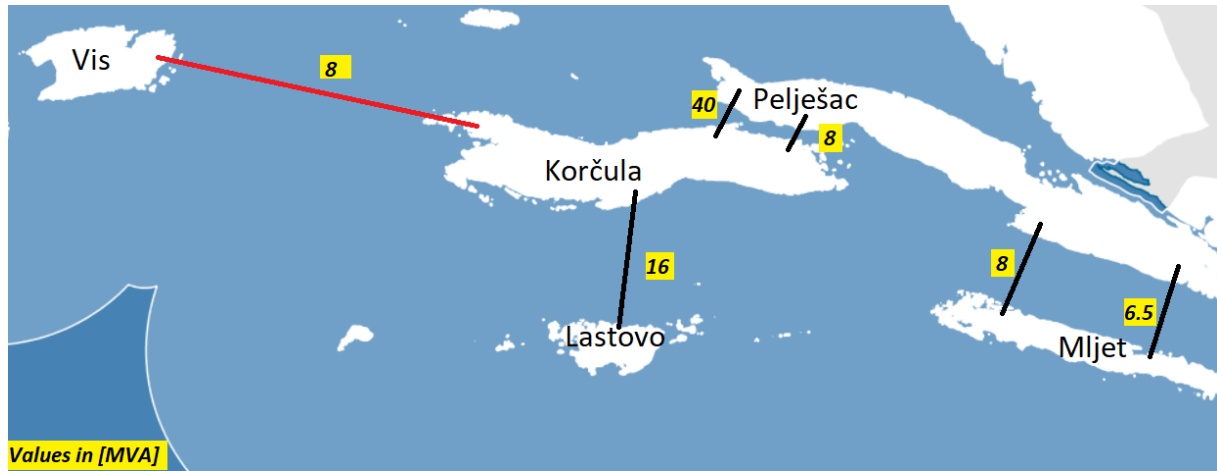 Vis
8
40
Pelješac
8
Korčula
16
8
6.5
Lastovo
Mljet
Values in [MVA]